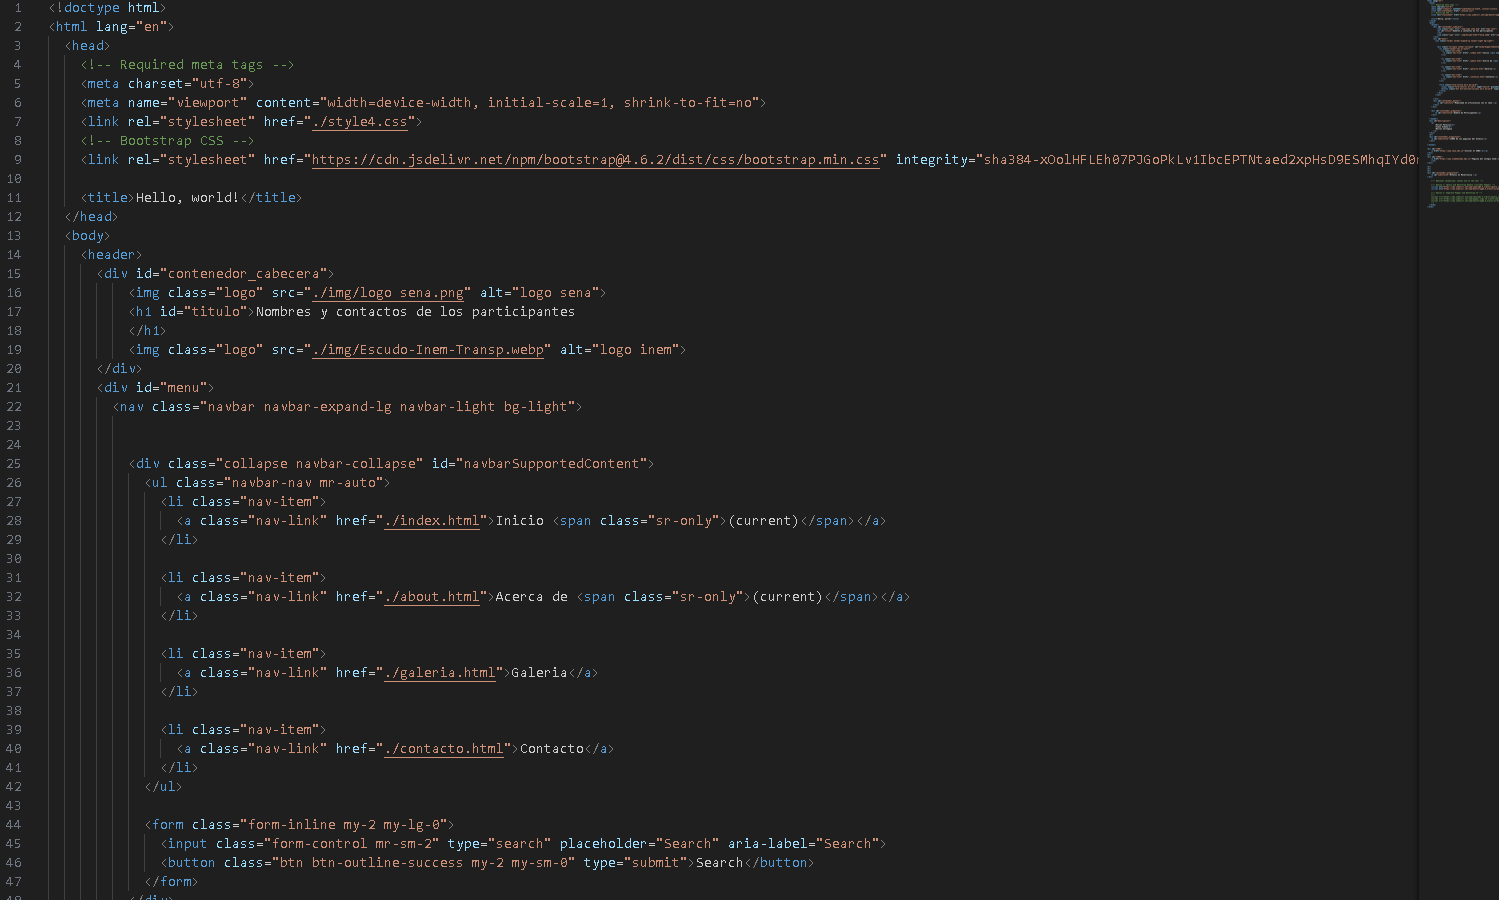 1 <!doctype html>
2 <html lang="en">
3 <head>
4 <!-- Required meta tags -->
5 <meta charset="utf-8">
6 <meta name="viewport" content="width=device-width, initial-scale=1, shrink-to-fit=no">
7 <link rel="stylesheet" href="./style4.css">
8 <!-- Bootstrap CSS -->
9 <link rel="stylesheet" href="https://cdn.jsdelivr.net/npm/bootstrap@4.6.2/dist/css/bootstrap.min.css" integrity="sha384-xOolHFLEh07PJGoPkLv1IbcEPTNtaed2xpHsD9ESMhqIYd0
10
11 <title>Hello, world!</title>
12 </head>
13 <body>
14 <header>
15 <div id="contenedor_cabecera">
16 <img class="logo" src="./img/logo sena.png" alt="logo sena">
17 <h1 id="titulo">Nombres y contactos de los participantes
18 </h1>
19 <img class="logo" src="./img/Escudo-Inem-Transp.webp" alt="logo inem">
20 </div>
21 <div id="menu">
22 <nav class="navbar navbar-expand-lg navbar-light bg-light">
23
24
25 <div class="collapse navbar-collapse" id="navbarSupportedContent">
26 <ul class="navbar-nav mr-auto">
27 <li class="nav-item">
28 <a class="nav-link" href="./index.html">Inicio <span class="sr-only">(current)</span></a>
29 </li>
30
31 <li class="nav-item">
32 <a class="nav-link" href="./about.html">Acerca de <span class="sr-only">(current)</span></a>
33 </li>
34
35 <li class="nav-item">
36 <a class="nav-link" href="./galeria.html">Galeria</a>
37 </li>
38
39 <li class="nav-item">
40 <a class="nav-link" href="./contacto.html">Contacto</a>
41 </li>
42 </ul>
43
44 <form class="form-inline my-2 my-lg-0">
45 <input class="form-control mr-sm-2" type="search" placeholder="Search" aria-label="Search">
46 <button class="btn btn-outline-success my-2 my-sm-0" type="submit">Search</button>
47 </form>
48 </div>